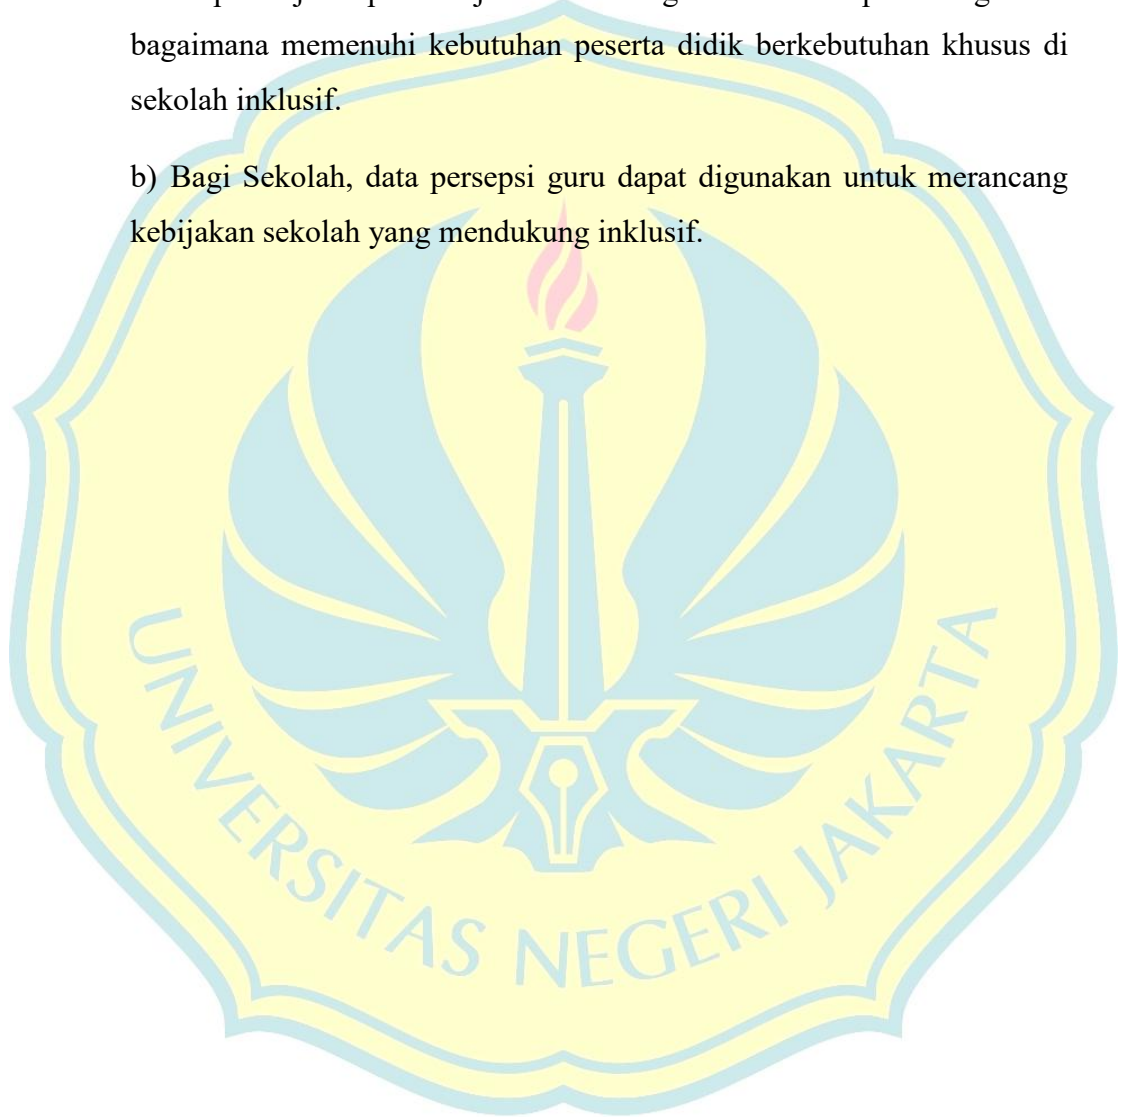 bagaimana memenuhi kebutuhan peserta didik berkebutuhan khusus di
sekolah inklusif.
b) Bagi Sekolah, data persepsi guru dapat digunakan untuk merancang
kebijakan sekolah yang mendukung inklusif.
UNIVERSITAS NEGERI JAKARTA